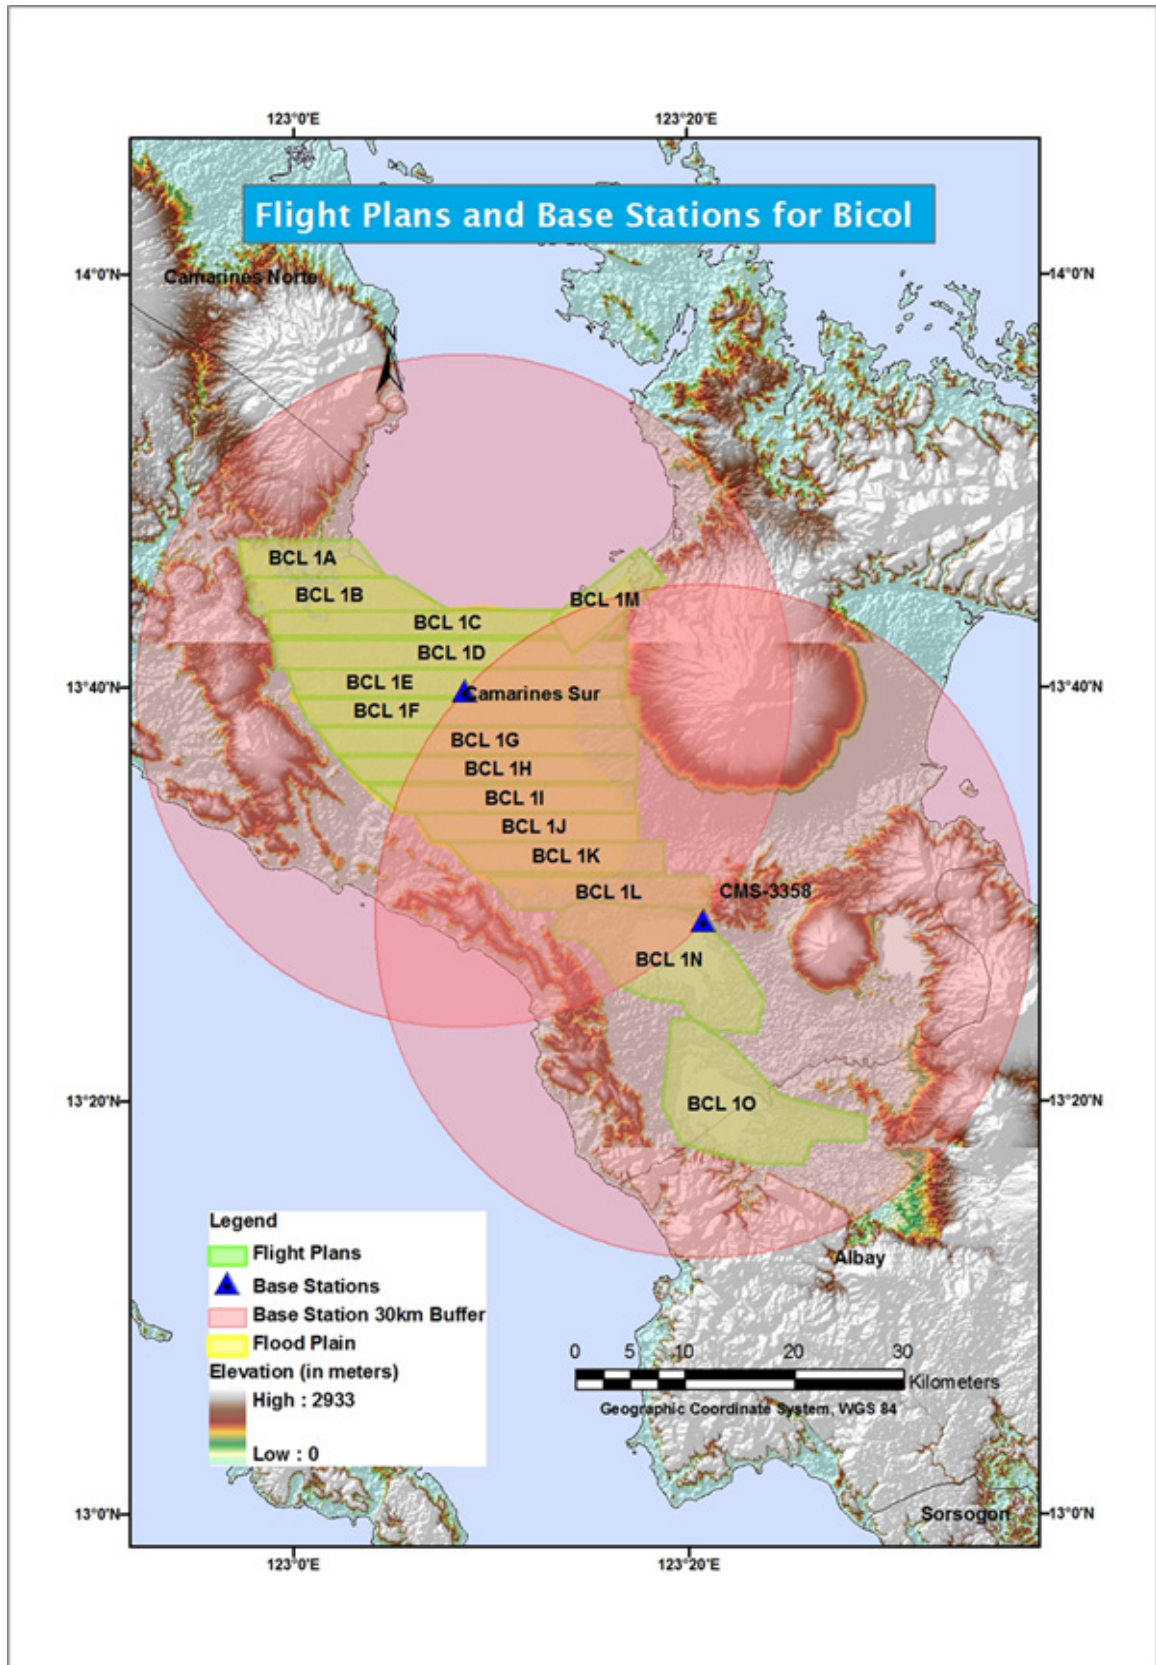 123°0'E
123°20'E
Flight Plans and Base Stations for Bicol
14°0'N
14°0'N
Camarines Norte
N
BCL 1A
BCL 1B
BCL 1M
BCL 1C
BCL 1D
BCL 1E
13°40'N
Camarines Sur
13°40'N
BCL 1F
BCL 1G
BCL 1H
BCL 1I
BCL 1J
BCL 1K
BCL 1L
CMS-3358
BCL 1N
13°20'N
BCL 1O
13°20'N
Albay
Legend
Flight Plans
Base Stations
Base Station 30km Buffer
Flood Plain
Elevation (in meters)
High : 2933
Low : 0
0 5 10 20 30
Kilometers
Geographic Coordinate System, WGS 84
13°0'N
Sorsogon
13°0'N
123°0'E
123°20'E